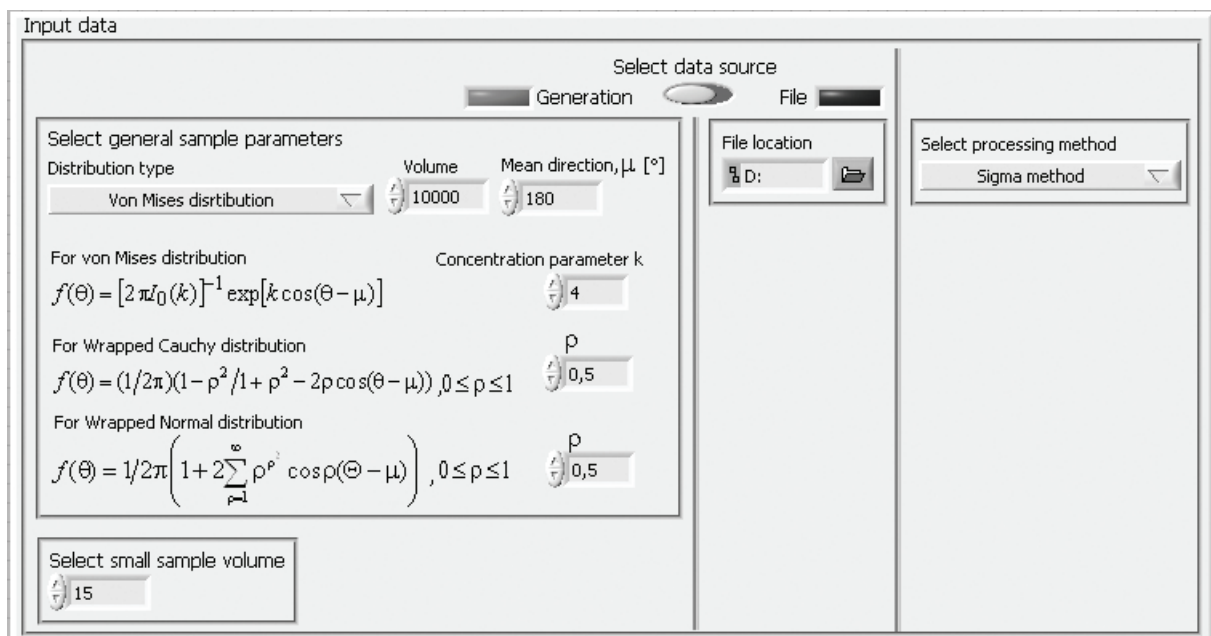 Input data
Select data source
Generation
File
Select general sample parameters
Distribution type
Volume
Mean direction, μ [°]
Von Mises disrtibution
10000
180
For von Mises distribution
Concentration parameter k
f(Θ) = [2πI₀(k)]⁻¹ exp[k cos(θ − μ)]
4
For Wrapped Cauchy distribution
ρ
f(Θ) = (1/2π)(1 − ρ²/1 + ρ² − 2ρ cos(θ − μ)) ,0 ≤ ρ ≤ 1
0,5
For Wrapped Normal distribution
ρ
f(Θ) = 1/2π(1 + 2∑_{ρ=1}^{∞} ρ^{ρ^2} cos ρ(Θ − μ)) , 0 ≤ ρ ≤ 1
0,5
Select small sample volume
15
File location
D:
Select processing method
Sigma method